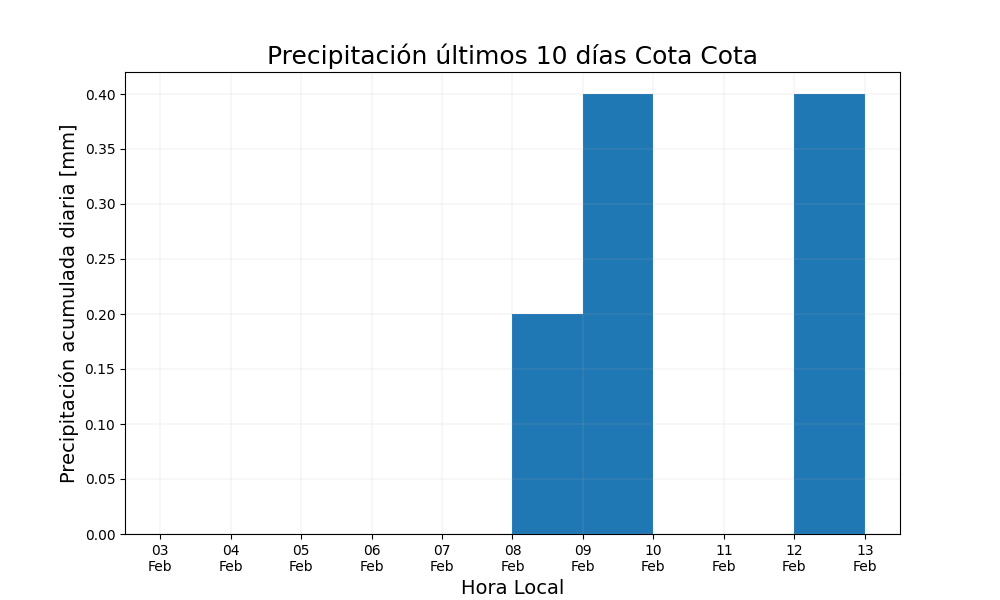 Precipitación últimos 10 días Cota Cota
Precipitación acumulada diaria [mm]
0.40
0.35
0.30
0.25
0.20
0.15
0.10
0.05
0.00
03 04 05 06 07 08 09 10 11 12 13
Feb Feb Feb Feb Feb Feb Feb Feb Feb Feb Feb
Hora Local